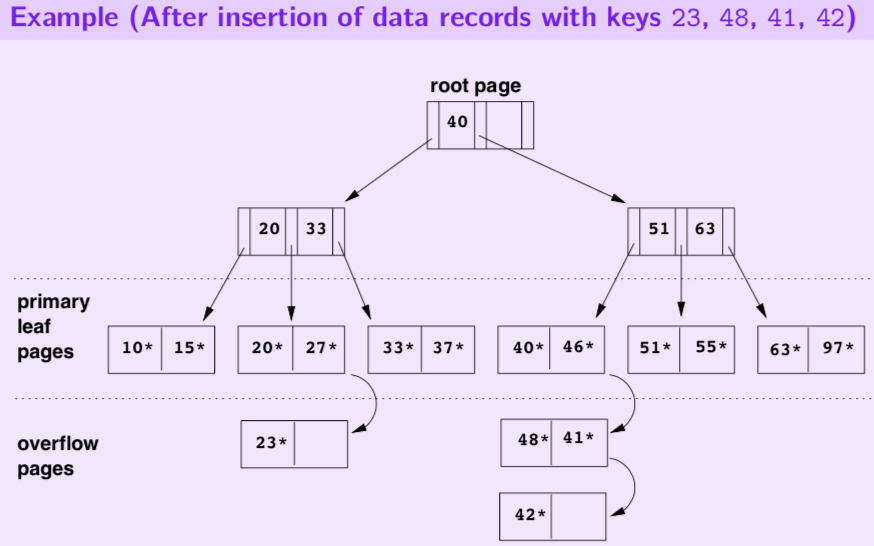 Example (After insertion of data records with keys 23, 48, 41, 42)
root page
40
20 33
51 63
primary
leaf
pages
10* 15*
20* 27*
33* 37*
40* 46*
51* 55*
63* 97*
overflow
pages
23*
48* 41*
42*